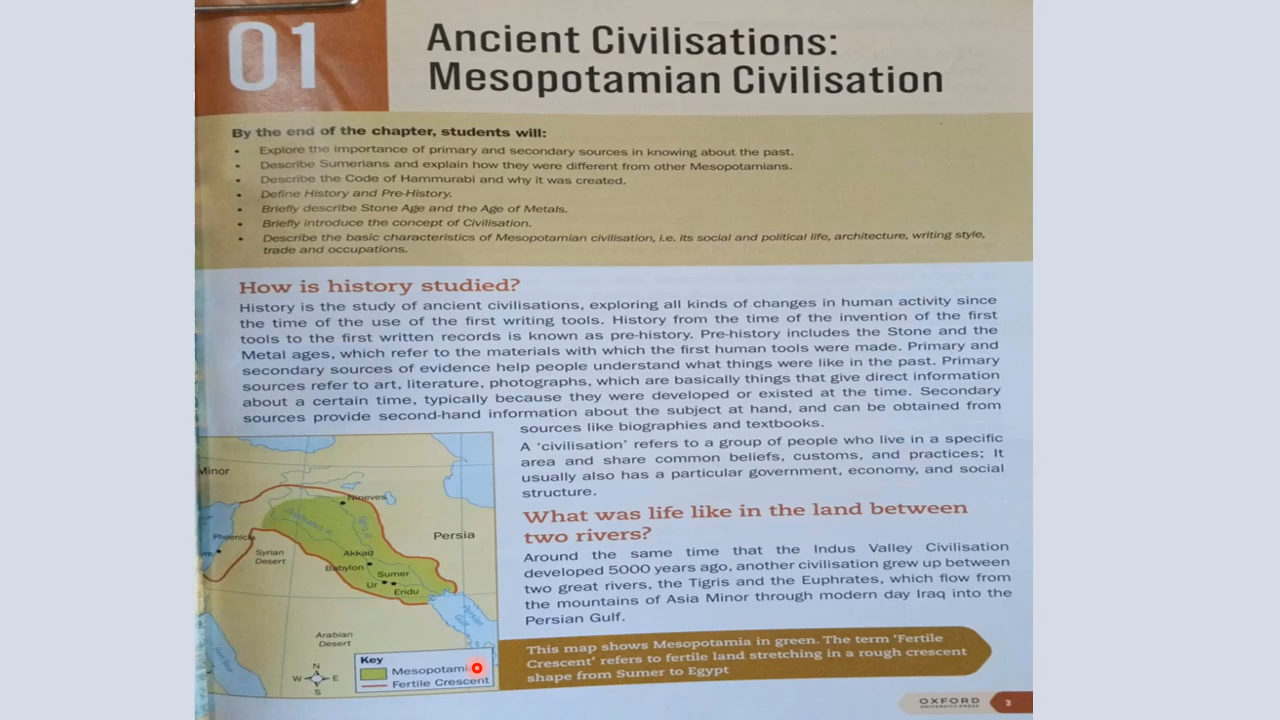 01
Ancient Civilisations:
Mesopotamian Civilisation
By the end of the chapter, students will:
• Explore the importance of primary and secondary sources in knowing about the past.
• Describe Sumerians and explain how they were different from other Mesopotamians.
• Describe the Code of Hammurabi and why it was created.
• Define History and Pre-History.
• Briefly describe Stone Age and the Age of Metals.
• Briefly introduce the concept of Civilisation.
• Describe the basic characteristics of Mesopotamian civilisation, i.e. its social and political life, architecture, writing style,
trade and occupations.
How is history studied?
History is the study of ancient civilisations, exploring all kinds of changes in human activity since
the time of the use of the first writing tools. History from the time of the invention of the first
tools to the first written records is known as pre-history. Pre-history includes the Stone and the
Metal ages, which refer to the materials with which the first human tools were made. Primary and
secondary sources of evidence help people understand what things were like in the past. Primary
sources refer to art, literature, photographs, which are basically things that give direct information
about a certain time, typically because they were developed or existed at the time. Secondary
sources provide second-hand information about the subject at hand, and can be obtained from
sources like biographies and textbooks.
A ‘civilisation’ refers to a group of people who live in a specific
area and share common beliefs, customs, and practices; It
usually also has a particular government, economy, and social
structure.
What was life like in the land between
two rivers?
Around the same time that the Indus Valley Civilisation
developed 5000 years ago, another civilisation grew up between
two great rivers, the Tigris and the Euphrates, which flow from
the mountains of Asia Minor through modern day Iraq into the
Persian Gulf.
Minor
Nineveh
Euphrates R.
Tigris R.
Phoenicia
Syrian
Desert
Persia
Akkad
Babylon
Sumer
Ur
Eridu
Persian
Gulf
Arabian
Desert
Red Sea
N
W E
S
Key
Mesopotami
Fertile Crescent
This map shows Mesopotamia in green. The term ‘Fertile
Crescent’ refers to fertile land stretching in a rough crescent
shape from Sumer to Egypt
OXFORD
UNIVERSITY PRESS
3